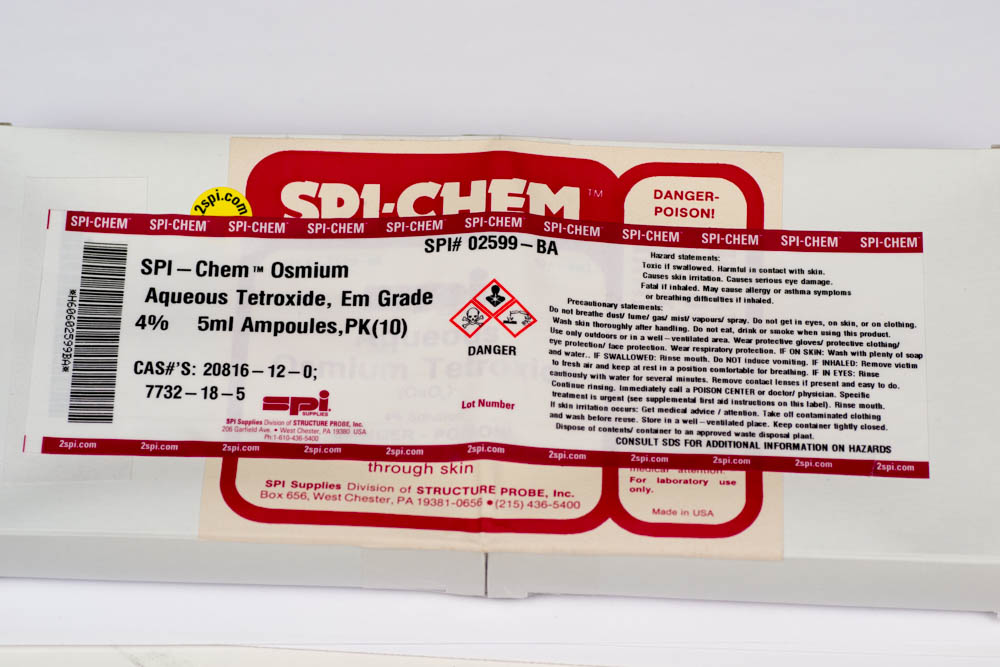 SPI-CHEM™
2spi.com
DANGER-
POISON!
SPI-CHEM™ SPI-CHEM™ SPI-CHEM™ SPI-CHEM™ SPI-CHEM™ SPI-CHEM™ SPI-CHEM™ SPI-CHEM™ SPI-CHEM™ SPI-CHEM™ SPI-CHEM™
SPI# 02599-BA
*H60602599BA*
SPI-Chem™ Osmium
Aqueous Tetroxide, Em Grade
4% 5ml Ampoules,PK(10)
CAS#'S: 20816-12-0;
7732-18-5
spi
SUPPLIES
SPI Supplies Division of STRUCTURE PROBE, Inc.
206 Garfield Ave. • West Chester, PA 19380 USA
Ph:1-610-436-5400
DANGER
Lot Number
Hazard statements:
Toxic if swallowed. Harmful in contact with skin.
Causes skin irritation. Causes serious eye damage.
Fatal if inhaled. May cause allergy or asthma symptoms
or breathing difficulties if inhaled.
Precautionary statements:
Do not breathe dust/ fume/ gas/ mist/ vapours/ spray. Do not get in eyes, on skin, or on clothing.
Wash skin thoroughly after handling. Do not eat, drink or smoke when using this product.
Use only outdoors or in a well-ventilated area. Wear protective gloves/ protective clothing/
eye protection/ face protection. Wear respiratory protection. IF ON SKIN: Wash with plenty of soap
and water.. IF SWALLOWED: Rinse mouth. Do NOT induce vomiting. IF INHALED: Remove victim
to fresh air and keep at rest in a position comfortable for breathing. IF IN EYES: Rinse
cautiously with water for several minutes. Remove contact lenses if present and easy to do.
Continue rinsing. Immediately call a POISON CENTER or doctor/ physician. Specific
treatment is urgent (see supplemental first aid instructions on this label). Rinse mouth.
If skin irritation occurs: Get medical advice / attention. Take off contaminated clothing
and wash before reuse. Store in a well-ventilated place. Keep container tightly closed.
Dispose of contents/ container to an approved waste disposal plant.
CONSULT SDS FOR ADDITIONAL INFORMATION ON HAZARDS
2spi.com 2spi.com 2spi.com 2spi.com 2spi.com 2spi.com 2spi.com 2spi.com 2spi.com 2spi.com 2spi.com
through skin
SPI Supplies Division of STRUCTURE PROBE, Inc.
Box 656, West Chester, PA 19381-0656 • (215) 436-5400
medical attention.
For laboratory use
only.
Made in USA